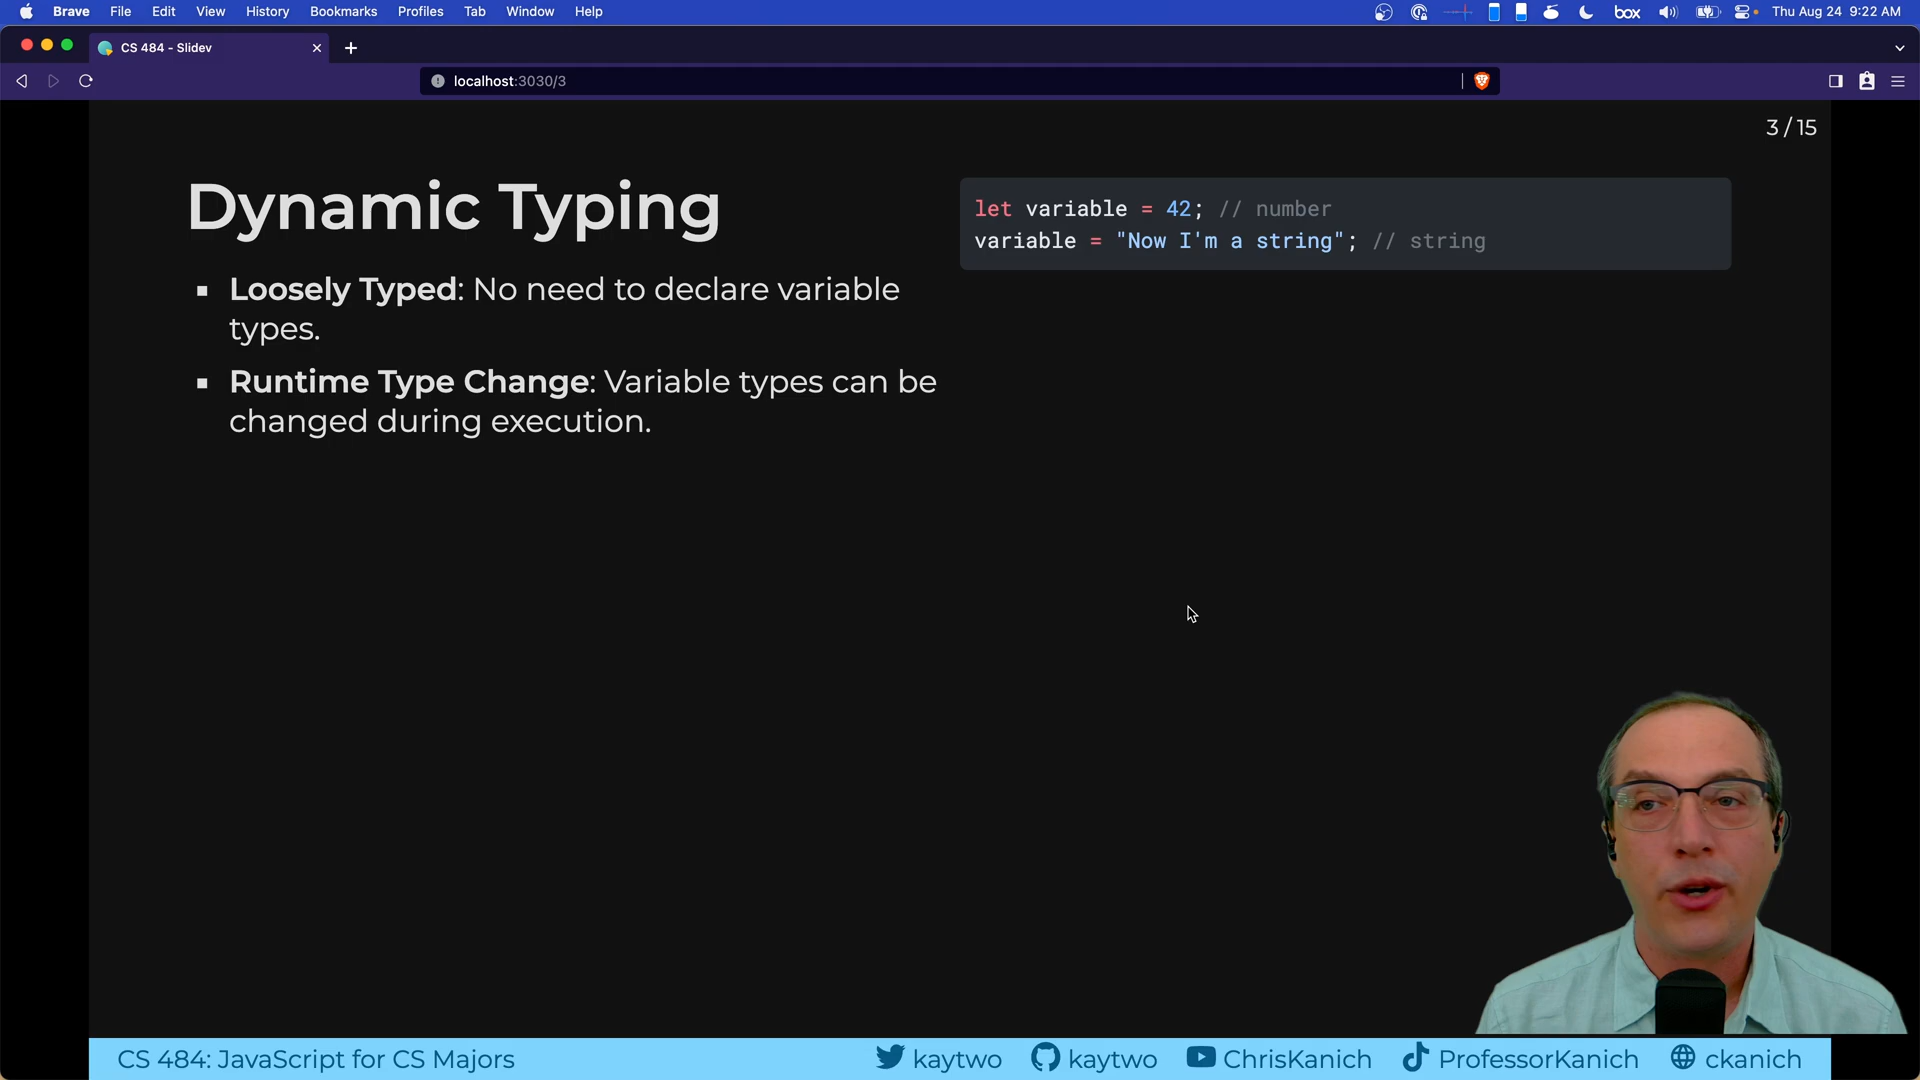 Brave File Edit View History Bookmarks Profiles Tab Window Help box Thu Aug 24 9:22 AM
CS 484 - Slidev
localhost:3030/3
3 / 15
Dynamic Typing
▪ Loosely Typed: No need to declare variable
types.
▪ Runtime Type Change: Variable types can be
changed during execution.
let variable = 42; // number
variable = "Now I'm a string"; // string
CS 484: JavaScript for CS Majors kaytwo kaytwo ChrisKanich ProfessorKanich ckanich